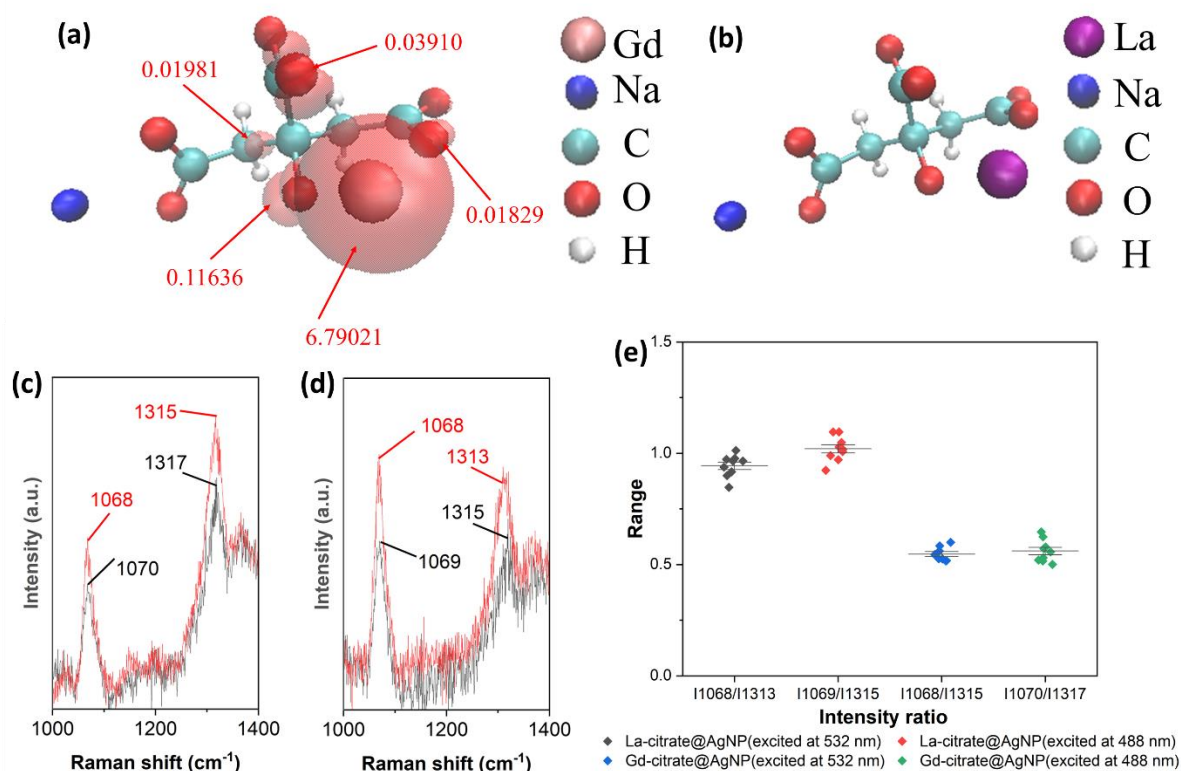 (a)
0.03910
0.01981
0.01829
0.11636
6.79021
Gd
Na
C
O
H
(b)
La
Na
C
O
H
(c)
1315
1317
1068
1070
Intensity (a.u.)
1000 1200 1400
Raman shift (cm⁻¹)
(d)
1068
1313
1315
1069
Intensity (a.u.)
1000 1200 1400
Raman shift (cm⁻¹)
(e)
1.5
1.0
0.5
0.0
Range
I1068/I1313 I1069/I1315 I1068/I1315 I1070/I1317
Intensity ratio
La-citrate@AgNP(excited at 532 nm) La-citrate@AgNP(excited at 488 nm)
Gd-citrate@AgNP(excited at 532 nm) Gd-citrate@AgNP(excited at 488 nm)